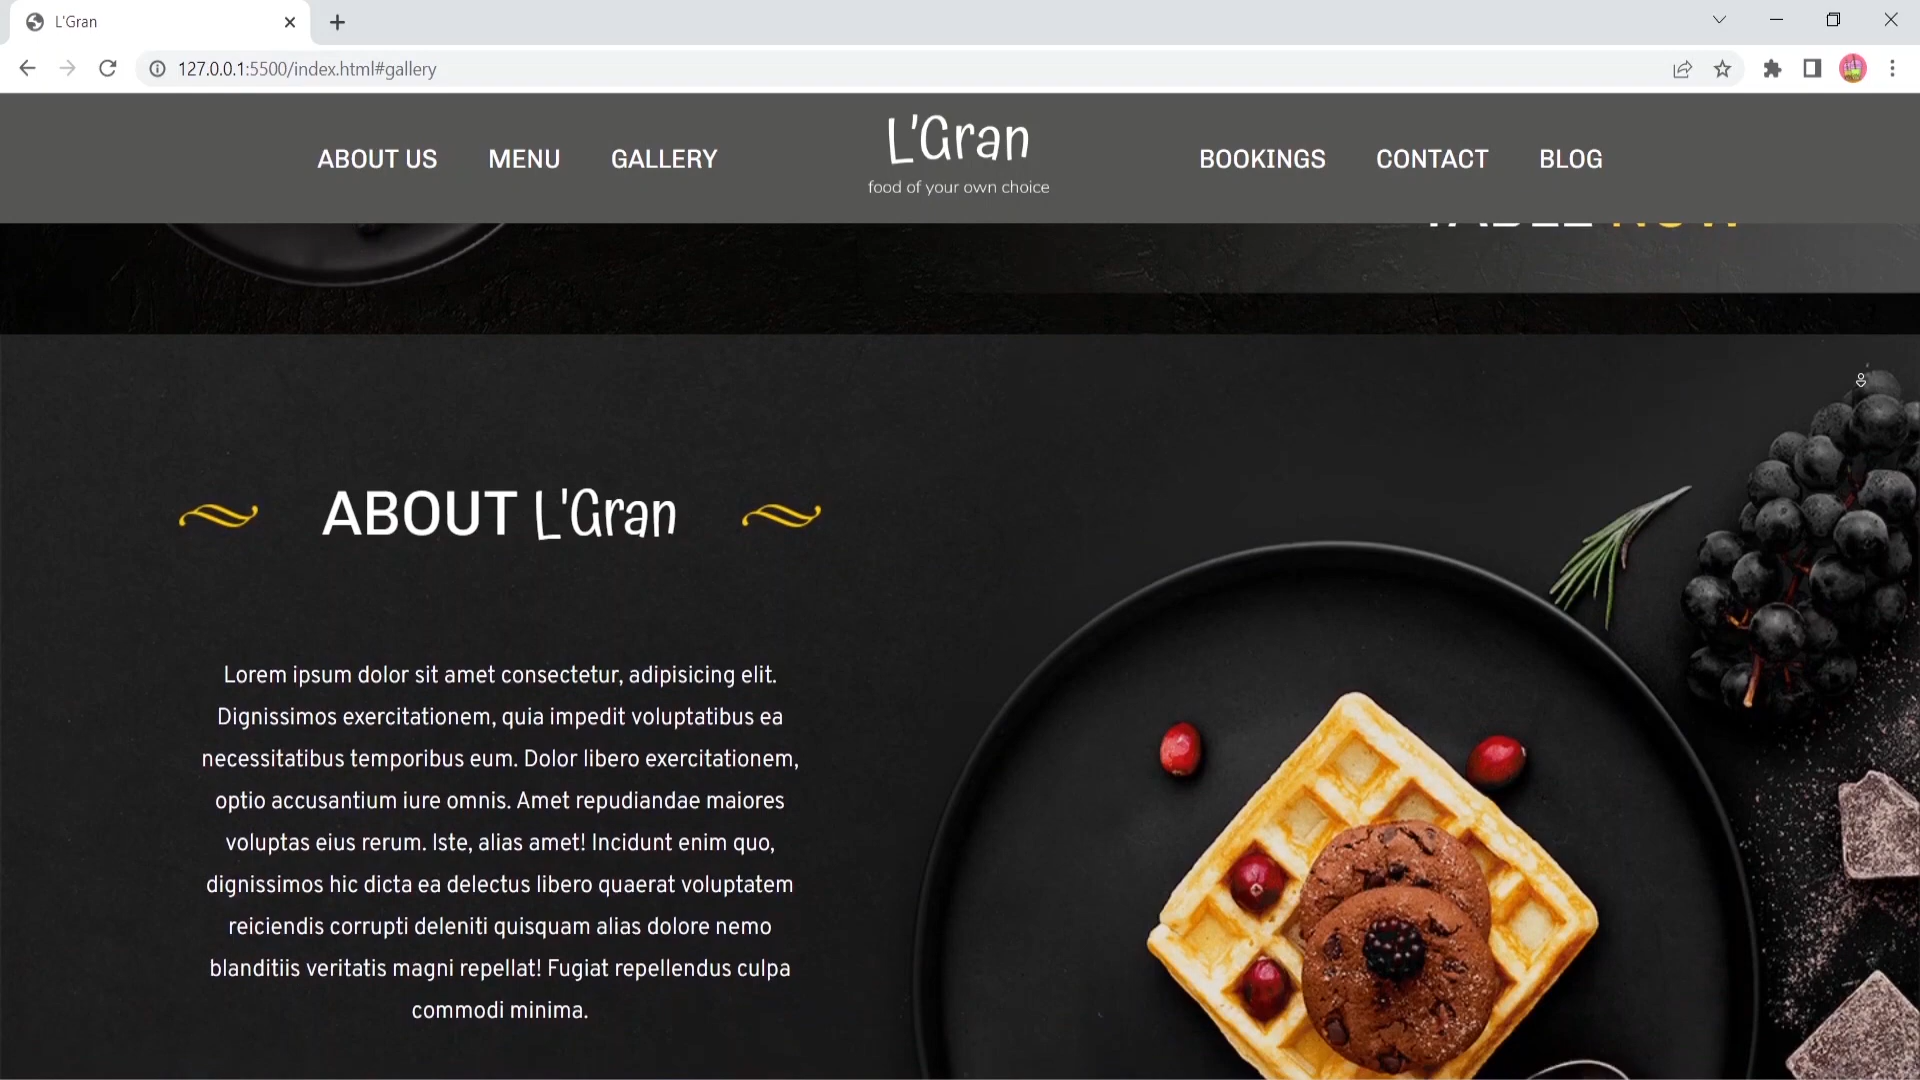 L'Gran
127.0.0.1:5500/index.html#gallery
ABOUT US MENU GALLERY
L'Gran
food of your own choice
BOOKINGS CONTACT BLOG
TABLE NOW
ABOUT L'Gran
Lorem ipsum dolor sit amet consectetur, adipisicing elit.
Dignissimos exercitationem, quia impedit voluptatibus ea
necessitatibus temporibus eum. Dolor libero exercitationem,
optio accusantium iure omnis. Amet repudiandae maiores
voluptas eius rerum. Iste, alias amet! Incidunt enim quo,
dignissimos hic dicta ea delectus libero quaerat voluptatem
reiciendis corrupti deleniti quisquam alias dolore nemo
blanditiis veritatis magni repellat! Fugiat repellendus culpa
commodi minima.